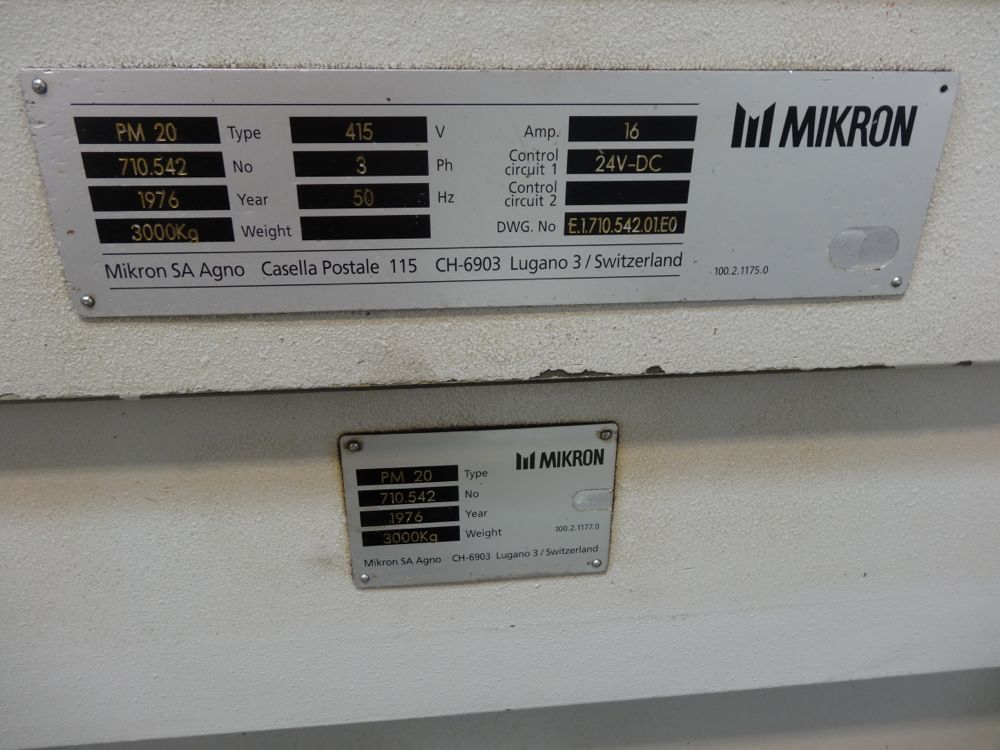 MIKRON
PM 20 Type 415 V Amp. 16
710.542 No 3 Ph Control circuit 1 24V-DC
1976 Year 50 Hz Control circuit 2
3000Kg Weight DWG. No E.1.710.542.01.E0
Mikron SA Agno Casella Postale 115 CH-6903 Lugano 3 / Switzerland
100.2.1175.0
MIKRON
PM 20 Type
710.542 No
1976 Year
3000Kg Weight
100.2.1177.0
Mikron SA Agno CH-6903 Lugano 3 / Switzerland